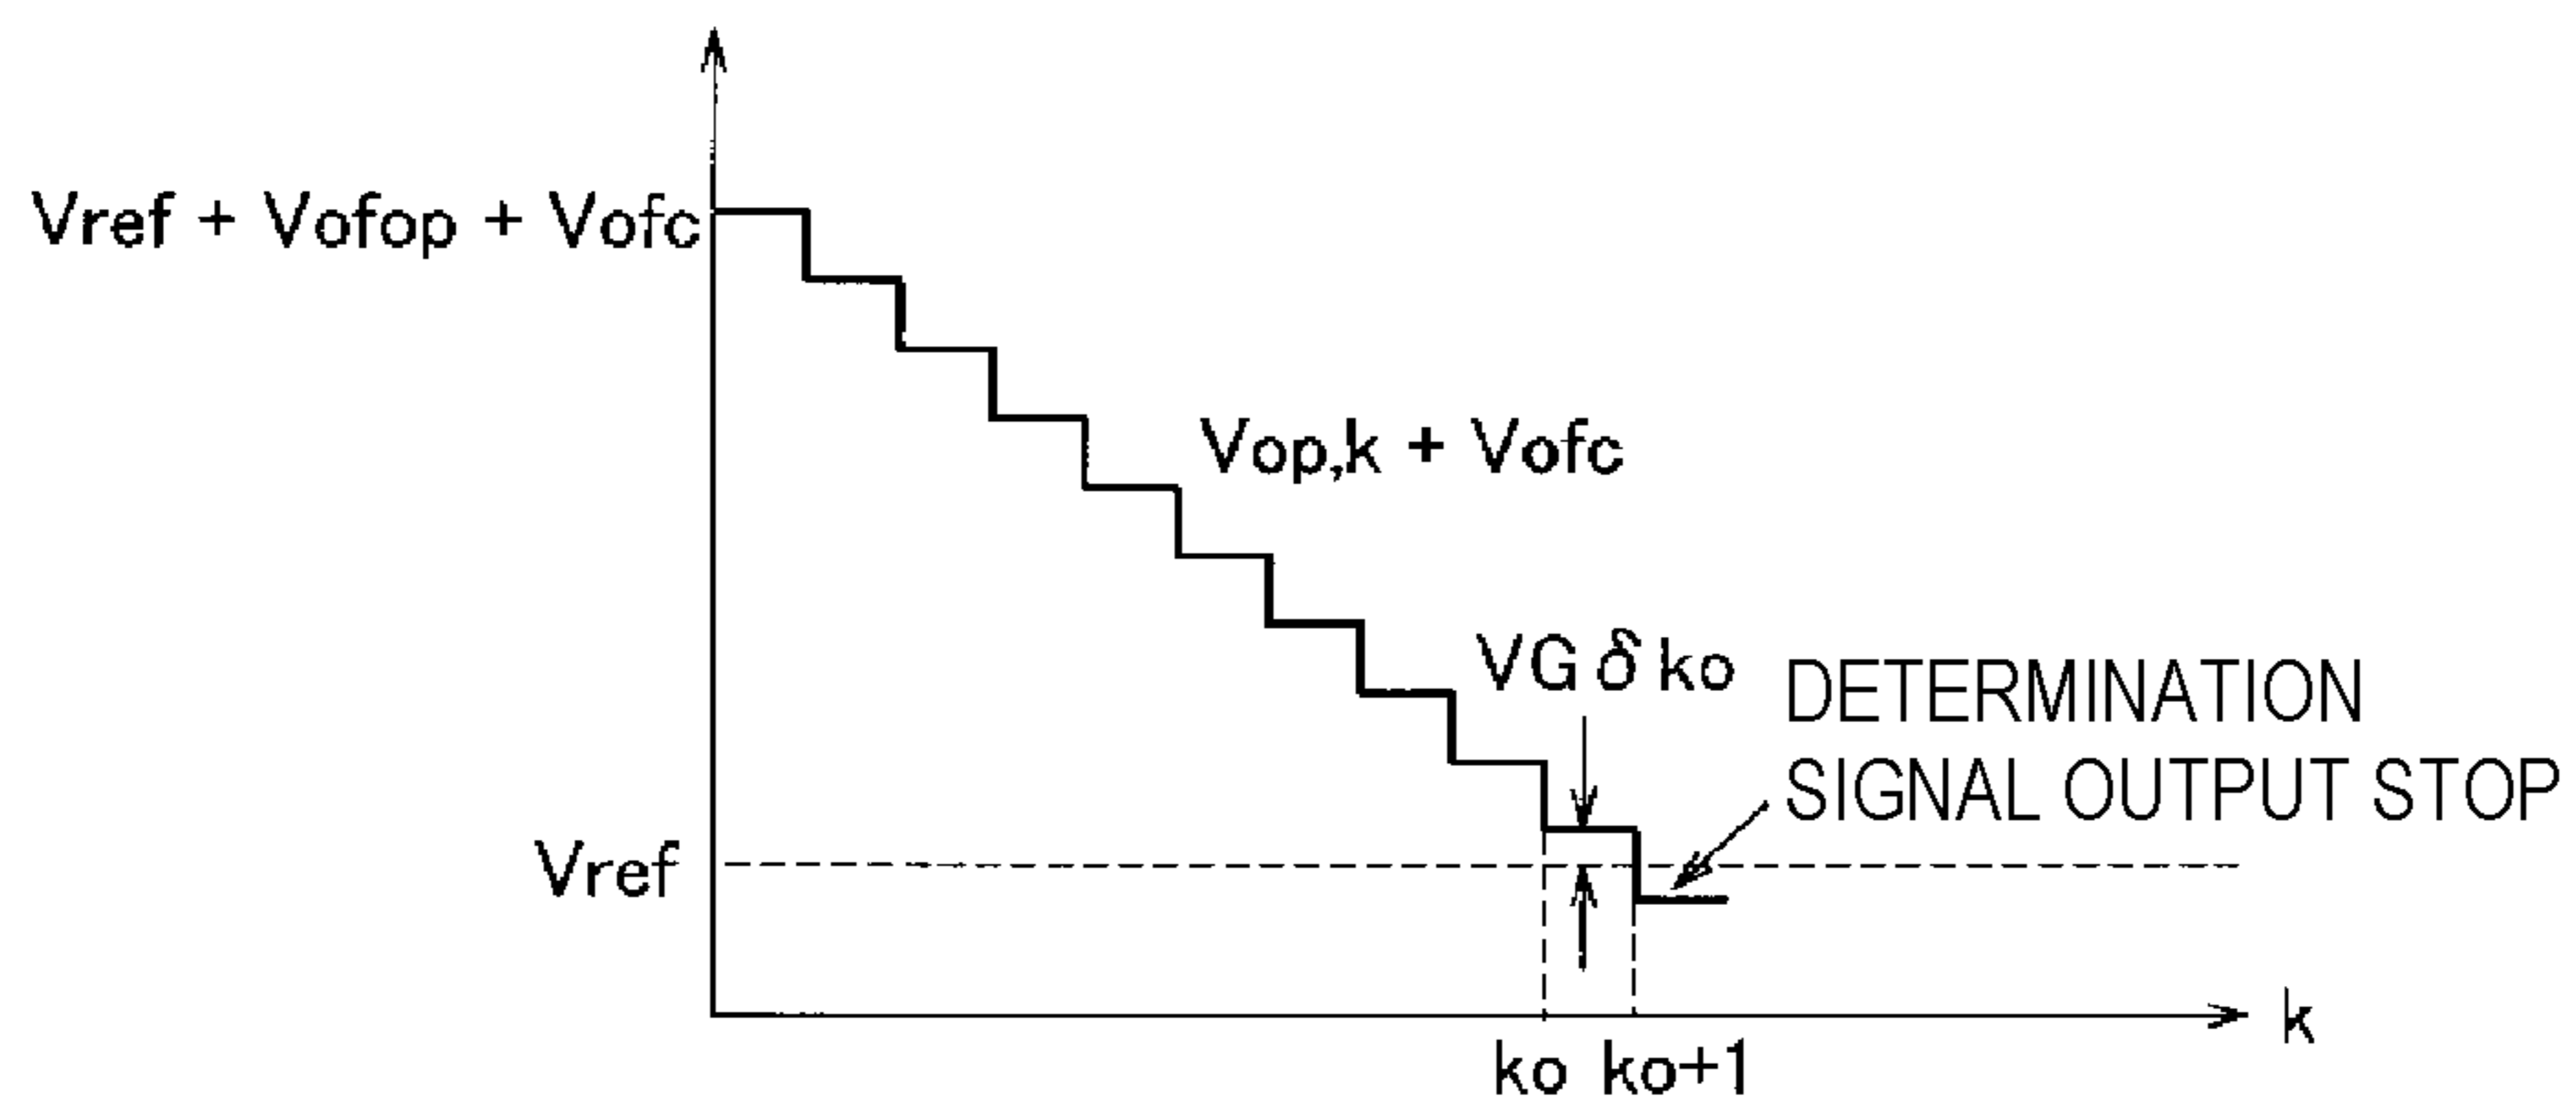 Vref + Vofop + Vofc
Vop,k + Vofc
VG δ ko
DETERMINATION
SIGNAL OUTPUT STOP
Vref
k
ko ko+1